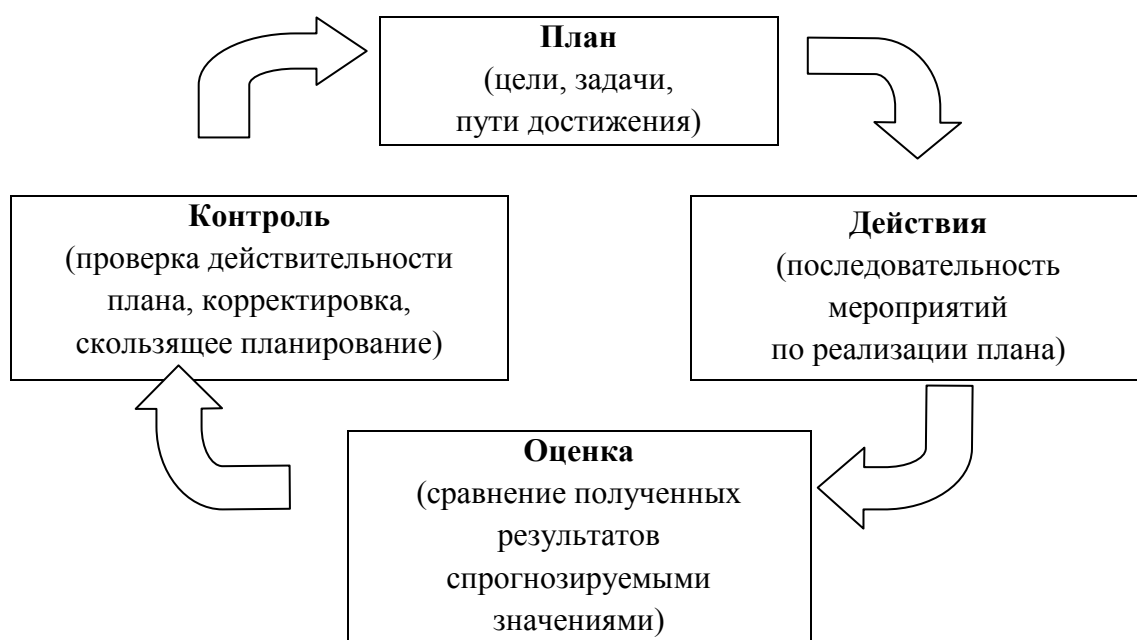 План
(цели, задачи,
пути достижения)
Контроль
(проверка действительности
плана, корректировка,
скользящее планирование)
Действия
(последовательность
мероприятий
по реализации плана)
Оценка
(сравнение полученных
результатов
спрогнозируемыми
значениями)